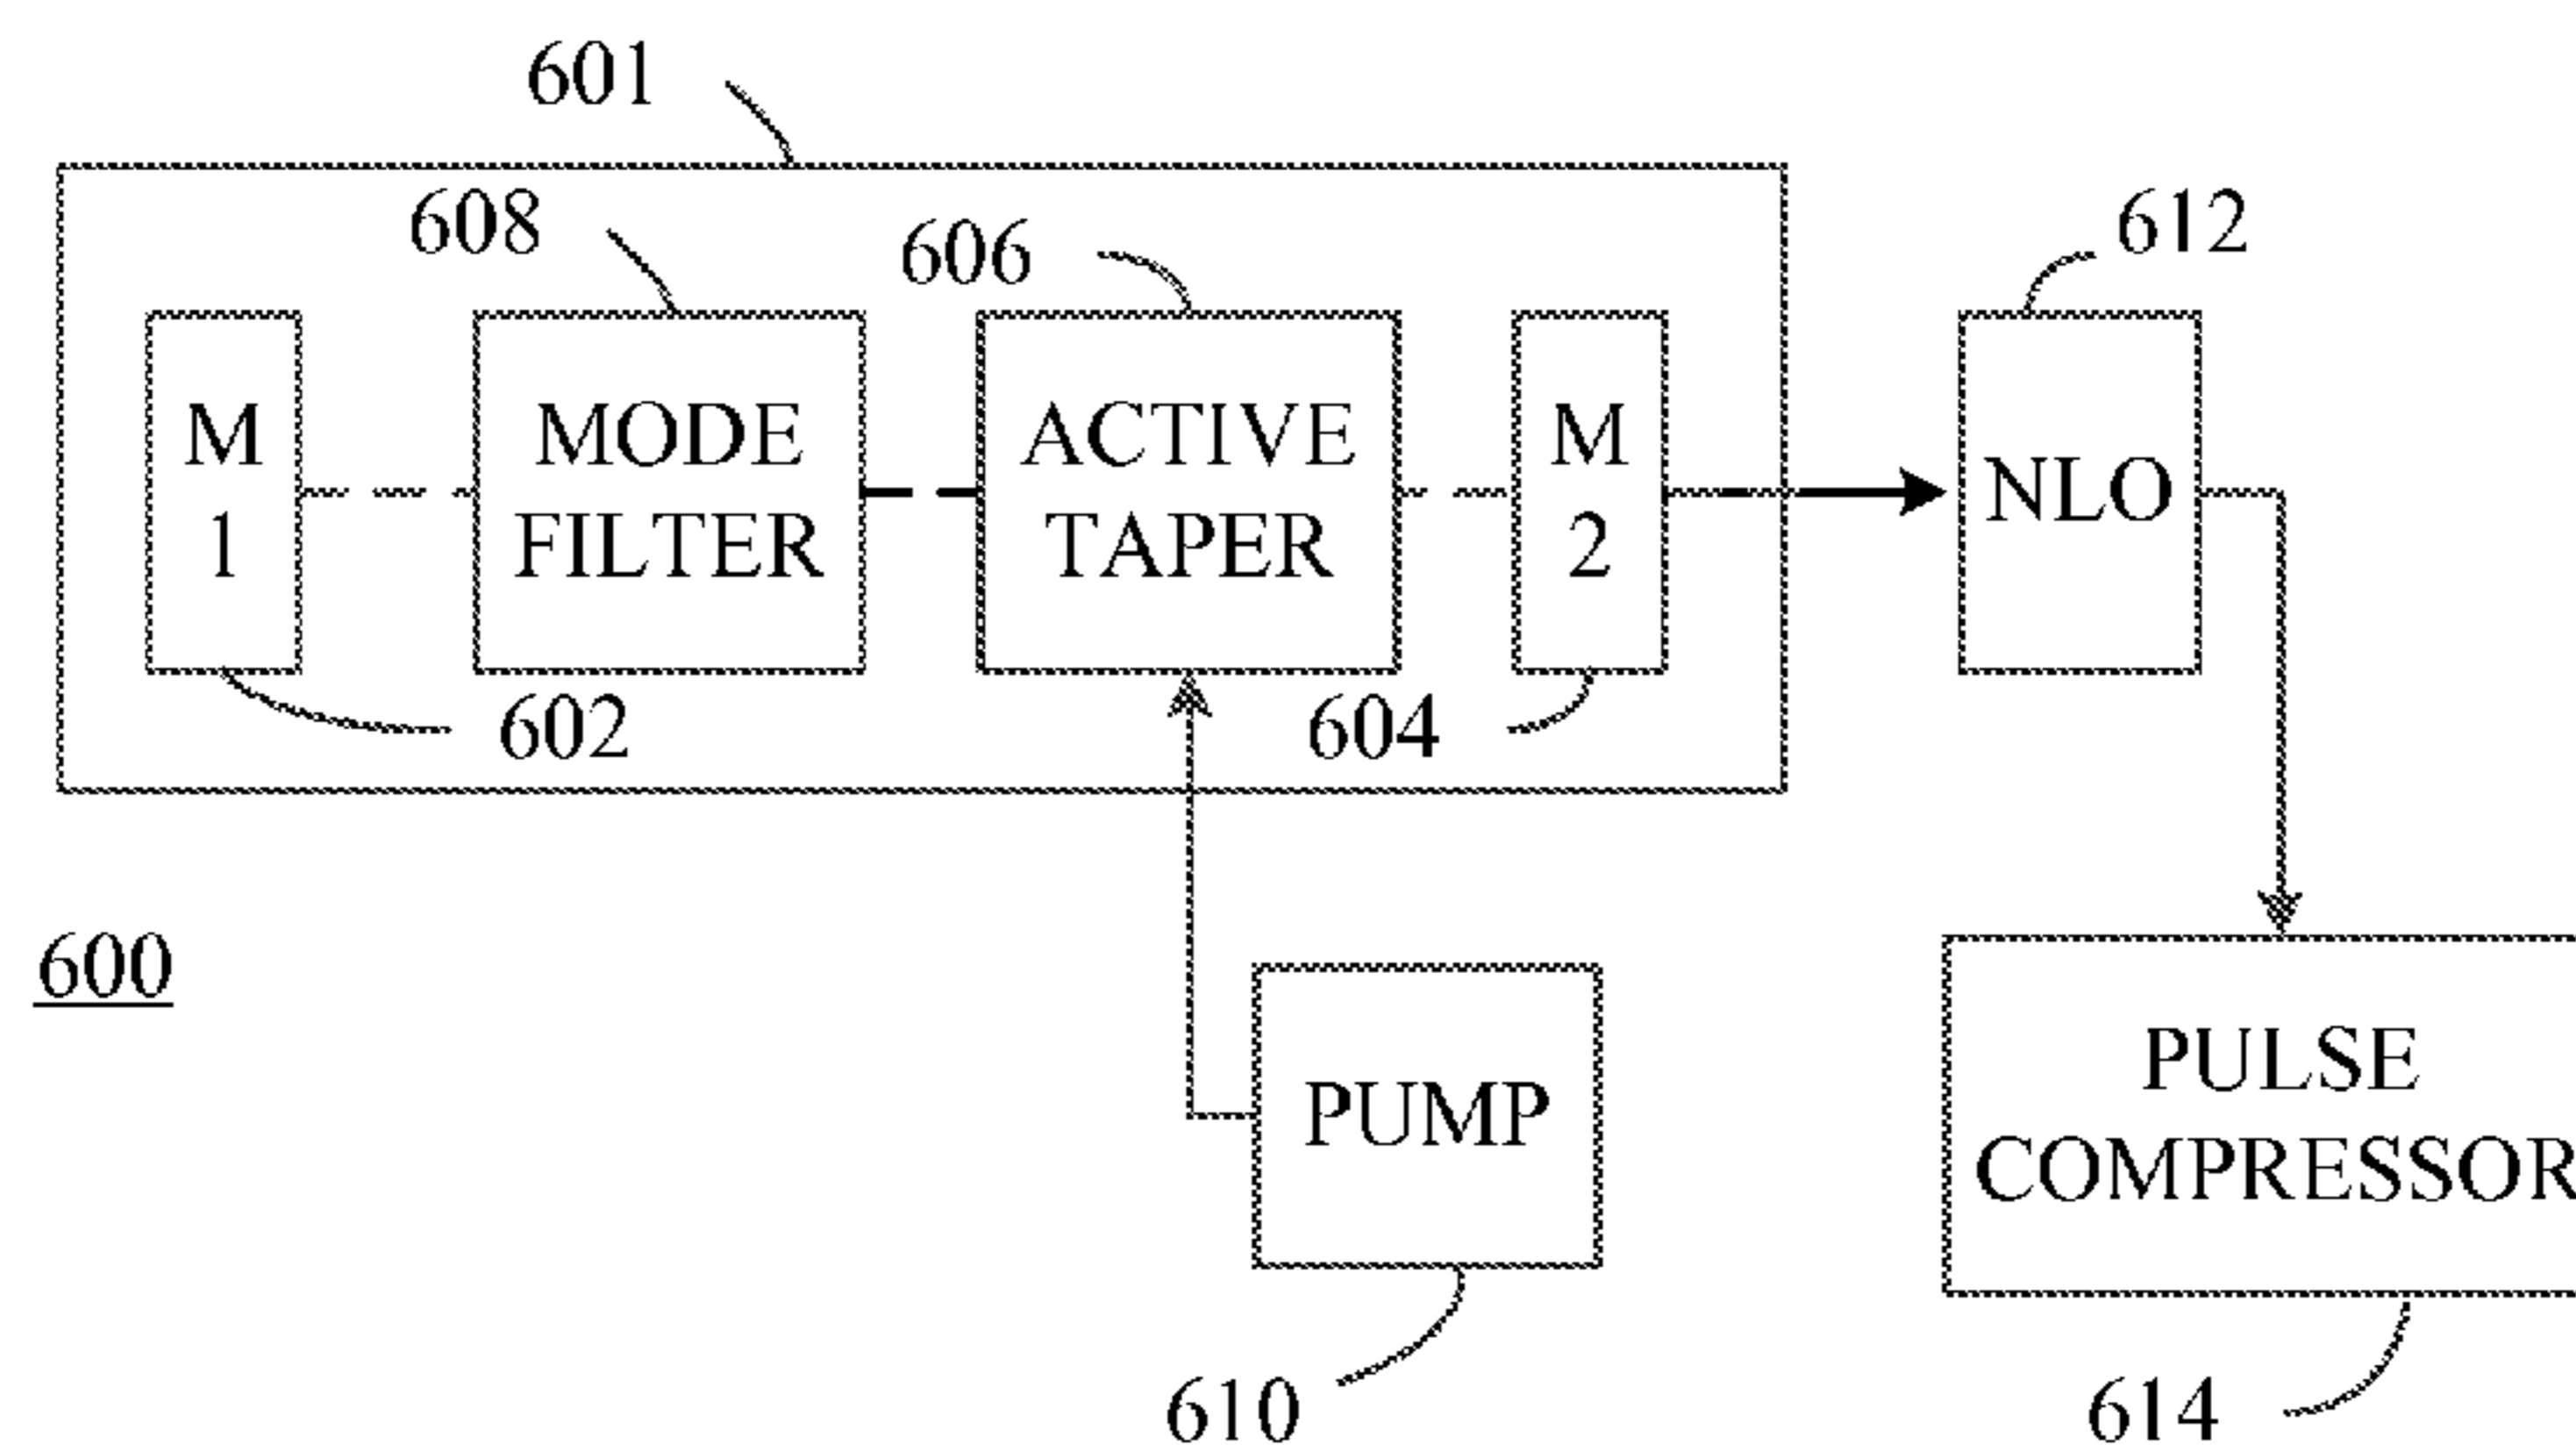 601
608
606
612
M
1
MODE
FILTER
ACTIVE
TAPER
M
2
NLO
602
604
600
PUMP
PULSE
COMPRESSOR
610
614